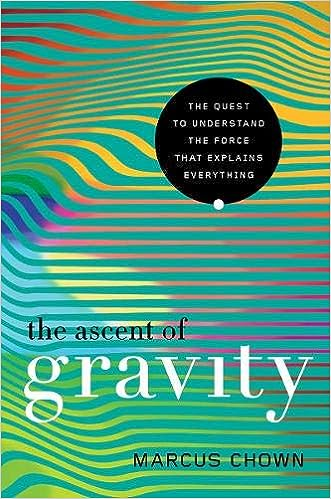 THE QUEST
TO UNDERSTAND
THE FORCE
THAT EXPLAINS
EVERYTHING
the ascent of
gravity
MARCUS CHOWN